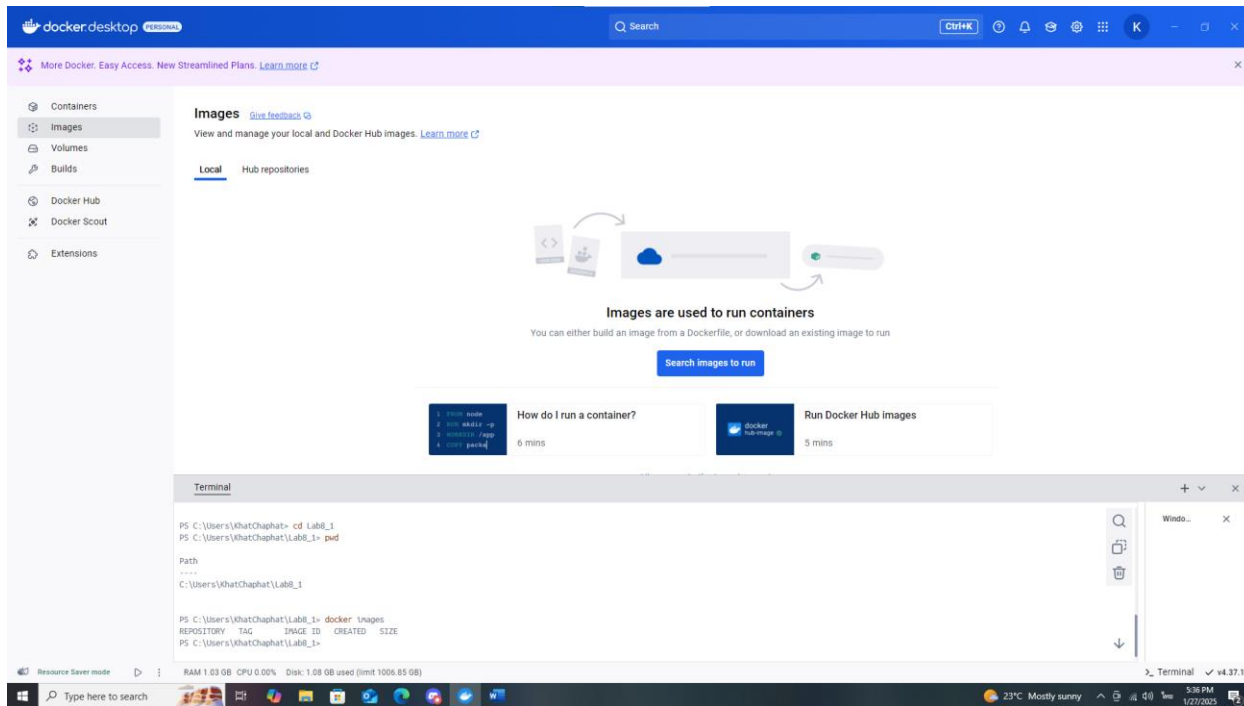 docker.desktop PERSONAL
Search
Ctrl+K
K
More Docker. Easy Access. New Streamlined Plans. Learn more
Containers
Images
Volumes
Builds
Docker Hub
Docker Scout
Extensions
Images Give feedback
View and manage your local and Docker Hub images. Learn more
Local Hub repositories
Images are used to run containers
You can either build an image from a Dockerfile, or download an existing image to run
Search images to run
1 FROM node
2 RUN mkdir -p
3 WORKDIR /app
4 COPY packa
How do I run a container?
6 mins
docker
hub-image
Run Docker Hub images
5 mins
Terminal
PS C:\Users\KhatChaphat> cd Lab8_1
PS C:\Users\KhatChaphat\Lab8_1> pwd
Path
----
C:\Users\KhatChaphat\Lab8_1
PS C:\Users\KhatChaphat\Lab8_1> docker images
REPOSITORY TAG IMAGE ID CREATED SIZE
PS C:\Users\KhatChaphat\Lab8_1>
Windo...
Resource Saver mode
RAM 1.03 GB CPU 0.00% Disk: 1.08 GB used (limit 1006.85 GB)
>_ Terminal v4.37.1
Type here to search
23°C Mostly sunny
5:36 PM
1/27/2025